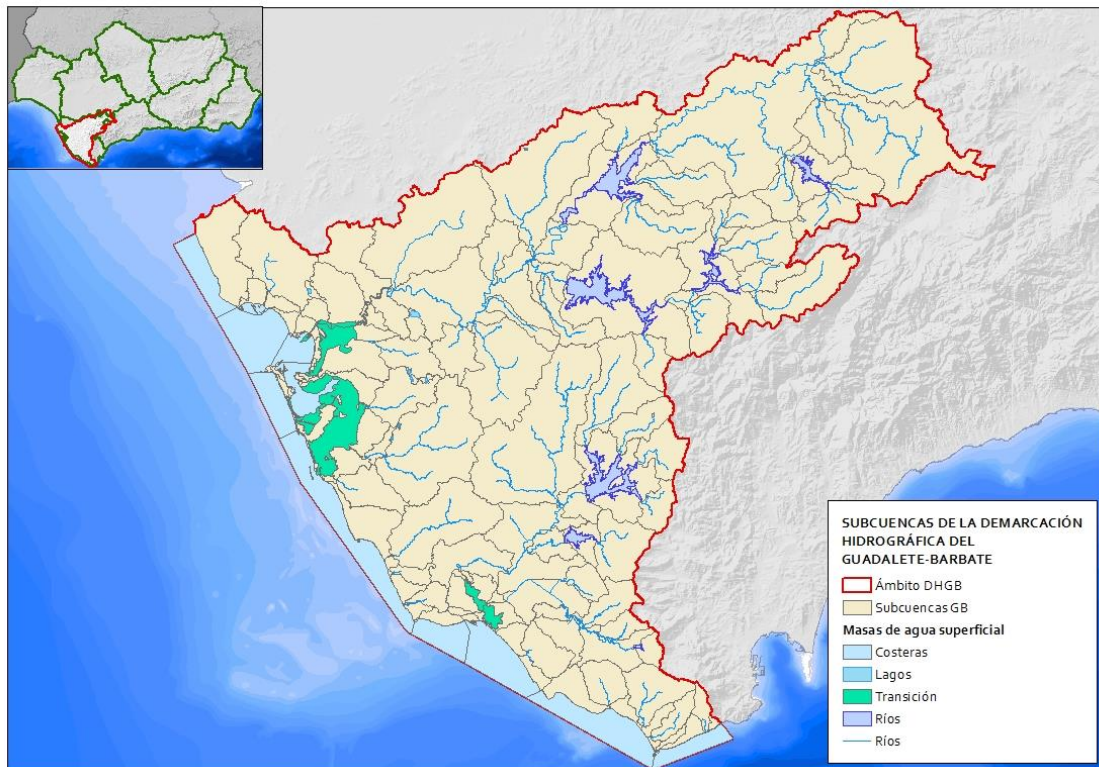 SUBCUENCAS DE LA DEMARCACIÓN
HIDROGRÁFICA DEL
GUADALETE-BARBATE
Ámbito DHGB
Subcuencas GB
Masas de agua superficial
Costeras
Lagos
Transición
Ríos
Ríos